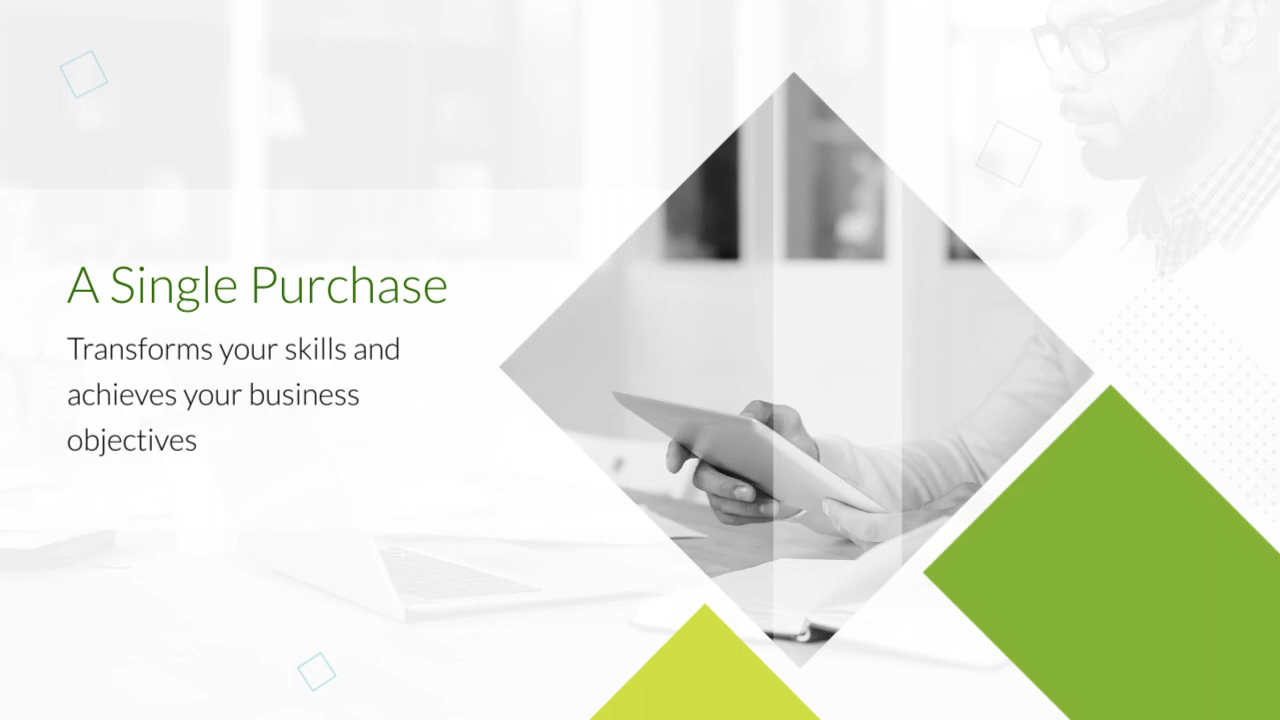 A Single Purchase
Transforms your skills and
achieves your business
objectives